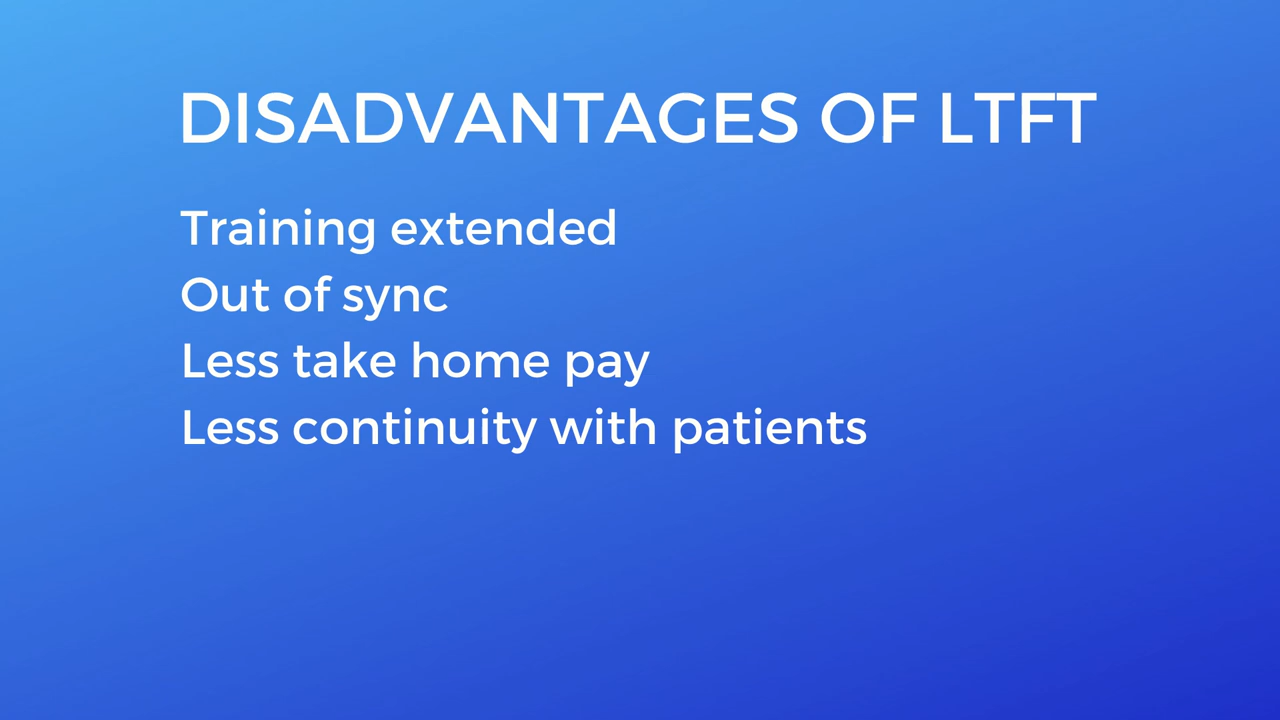 DISADVANTAGES OF LTFT
Training extended
Out of sync
Less take home pay
Less continuity with patients